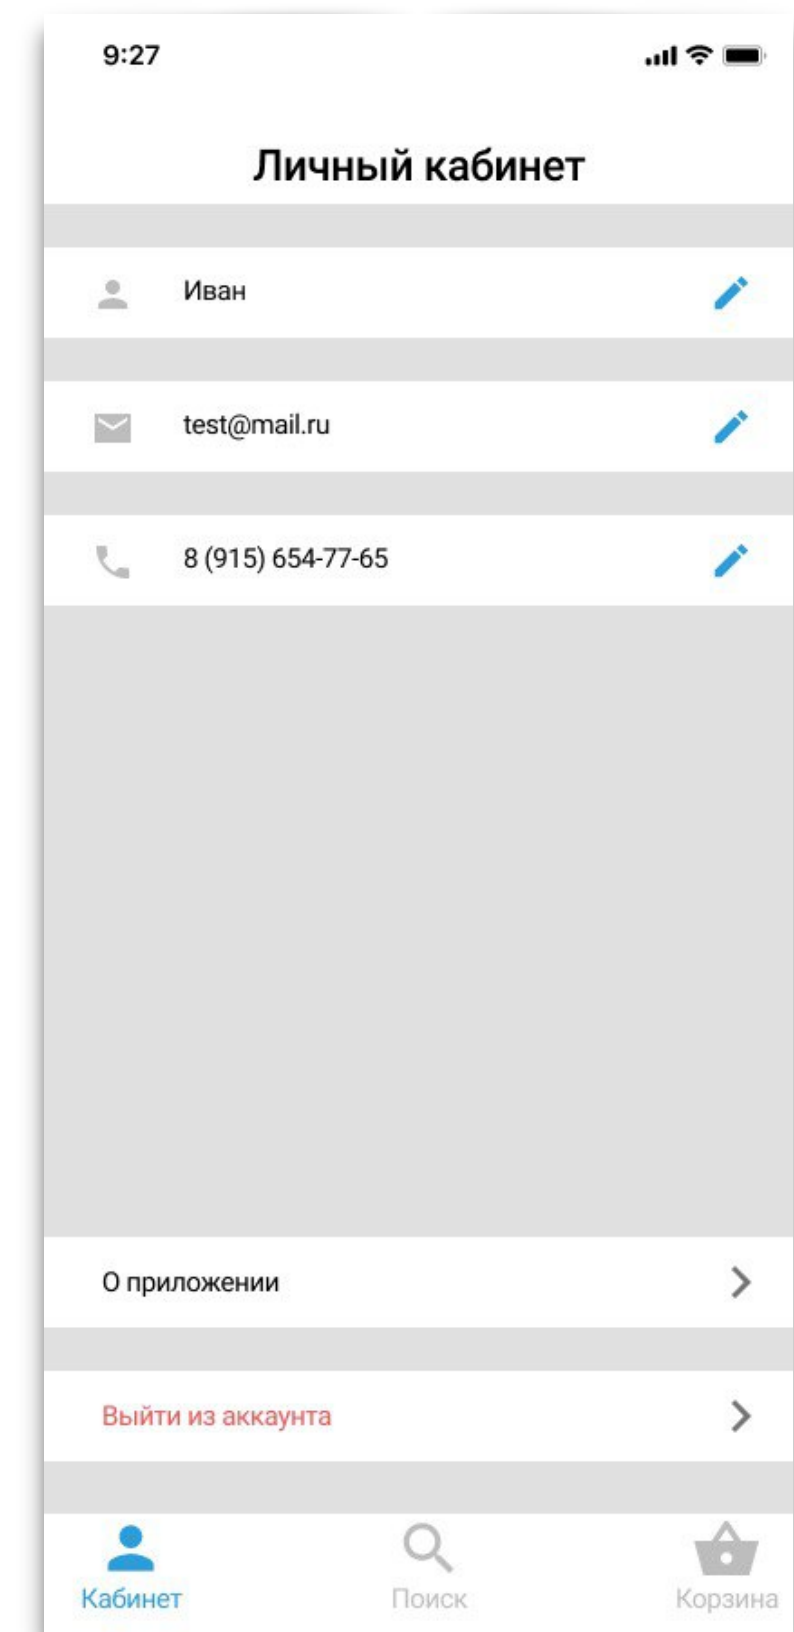 9:27
Личный кабинет
Иван
test@mail.ru
8 (915) 654-77-65
О приложении
Выйти из аккаунта
Кабинет
Поиск
Корзина